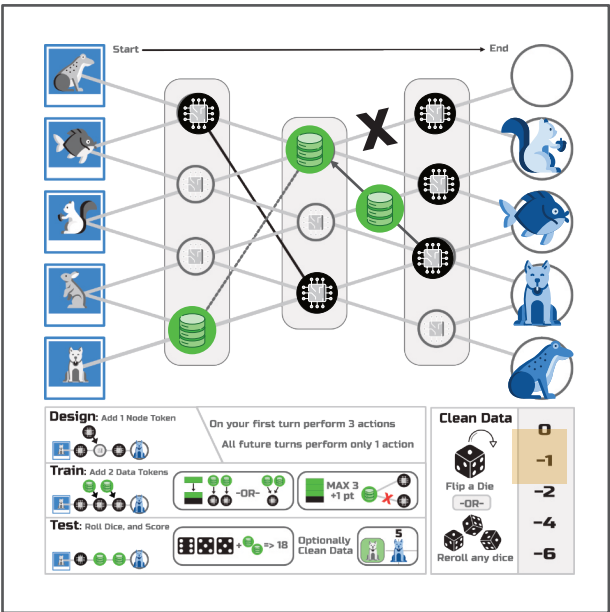 Start
End
X
Design: Add 1 Node Token
On your first turn perform 3 actions
All future turns perform only 1 action
Train: Add 2 Data Tokens
-OR-
MAX 3
+1 pt
X
Test: Roll Dice, and Score
+ => 18
Optionally
Clean Data
5
Clean Data
Flip a Die
-OR-
Reroll any dice
0
-1
-2
-4
-6